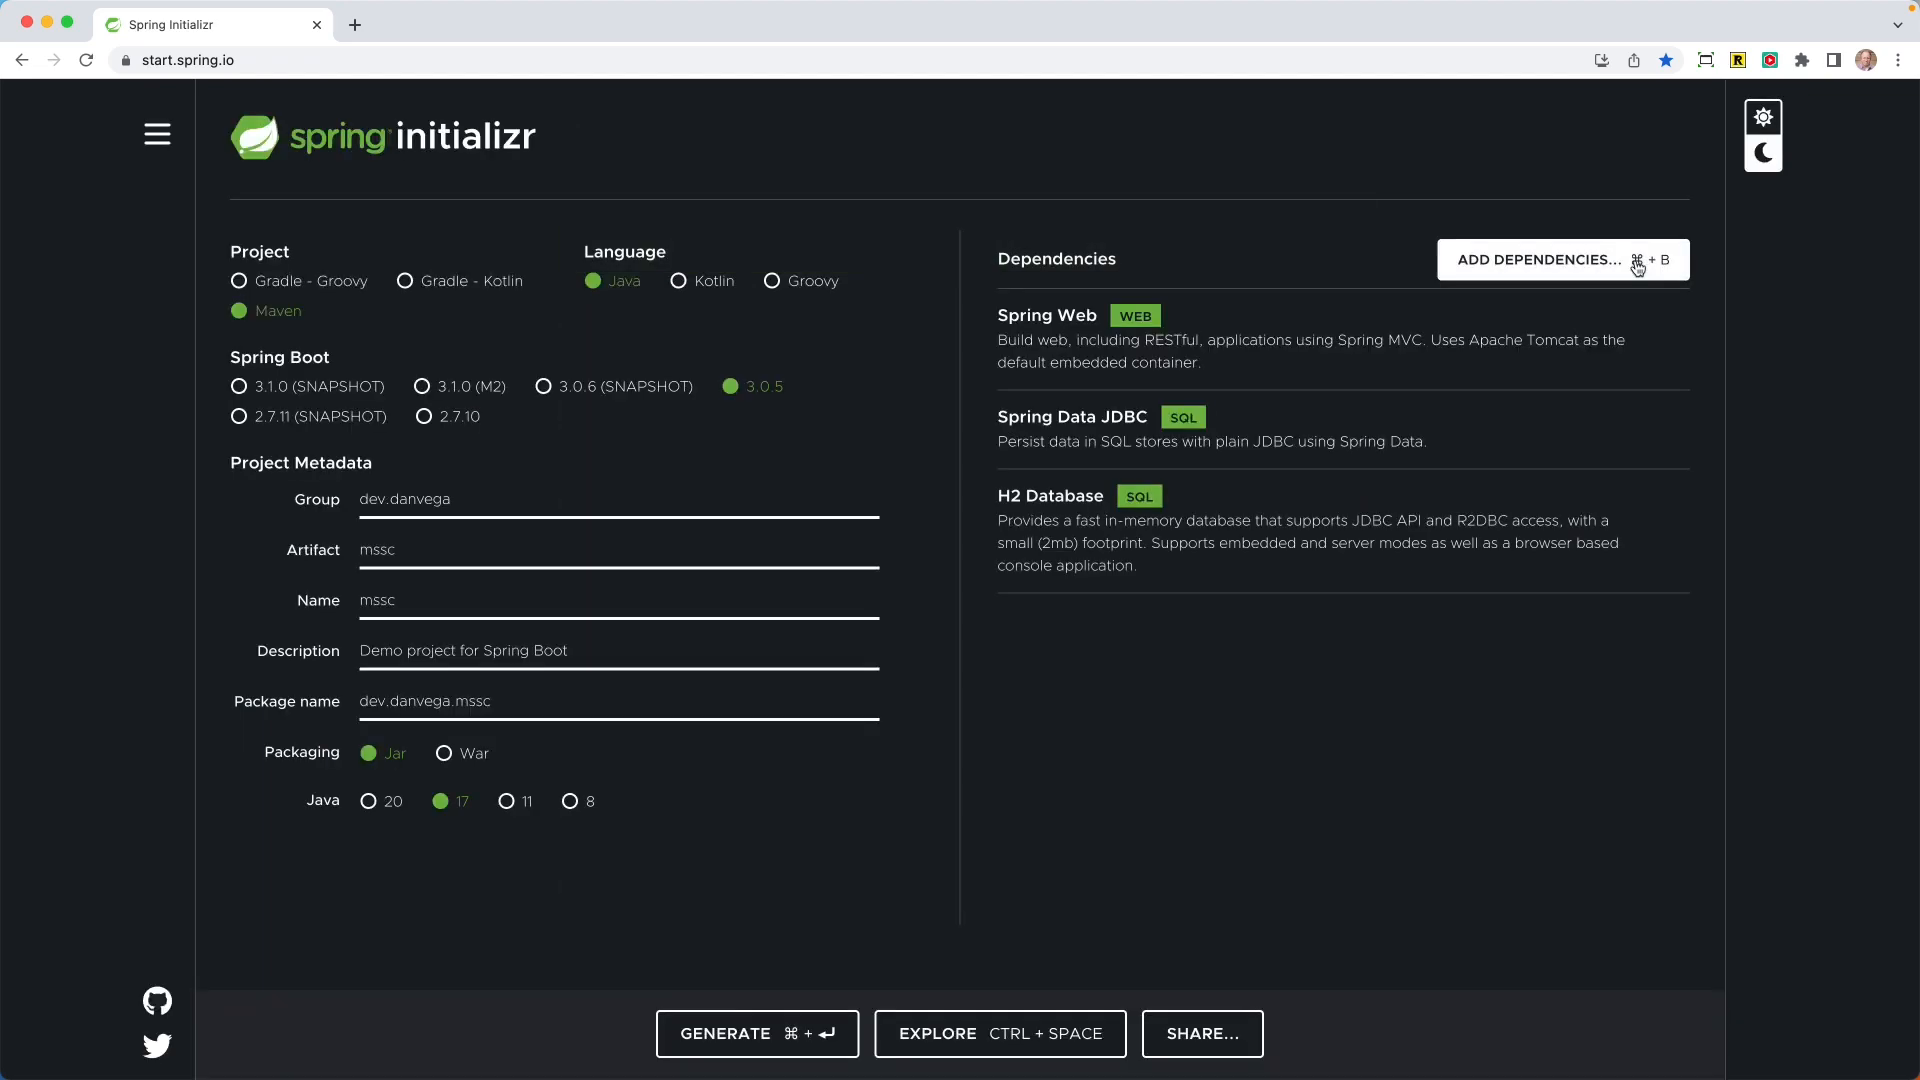 Spring Initializr
start.spring.io
spring initializr
Project
Gradle - Groovy
Gradle - Kotlin
Maven
Language
Java
Kotlin
Groovy
Spring Boot
3.1.0 (SNAPSHOT)
3.1.0 (M2)
3.0.6 (SNAPSHOT)
3.0.5
2.7.11 (SNAPSHOT)
2.7.10
Project Metadata
Group dev.danvega
Artifact mssc
Name mssc
Description Demo project for Spring Boot
Package name dev.danvega.mssc
Packaging Jar War
Java 20 17 11 8
Dependencies
ADD DEPENDENCIES... ⌘ + B
Spring Web WEB
Build web, including RESTful, applications using Spring MVC. Uses Apache Tomcat as the
default embedded container.
Spring Data JDBC SQL
Persist data in SQL stores with plain JDBC using Spring Data.
H2 Database SQL
Provides a fast in-memory database that supports JDBC API and R2DBC access, with a
small (2mb) footprint. Supports embedded and server modes as well as a browser based
console application.
GENERATE ⌘ + ⏎
EXPLORE CTRL + SPACE
SHARE...